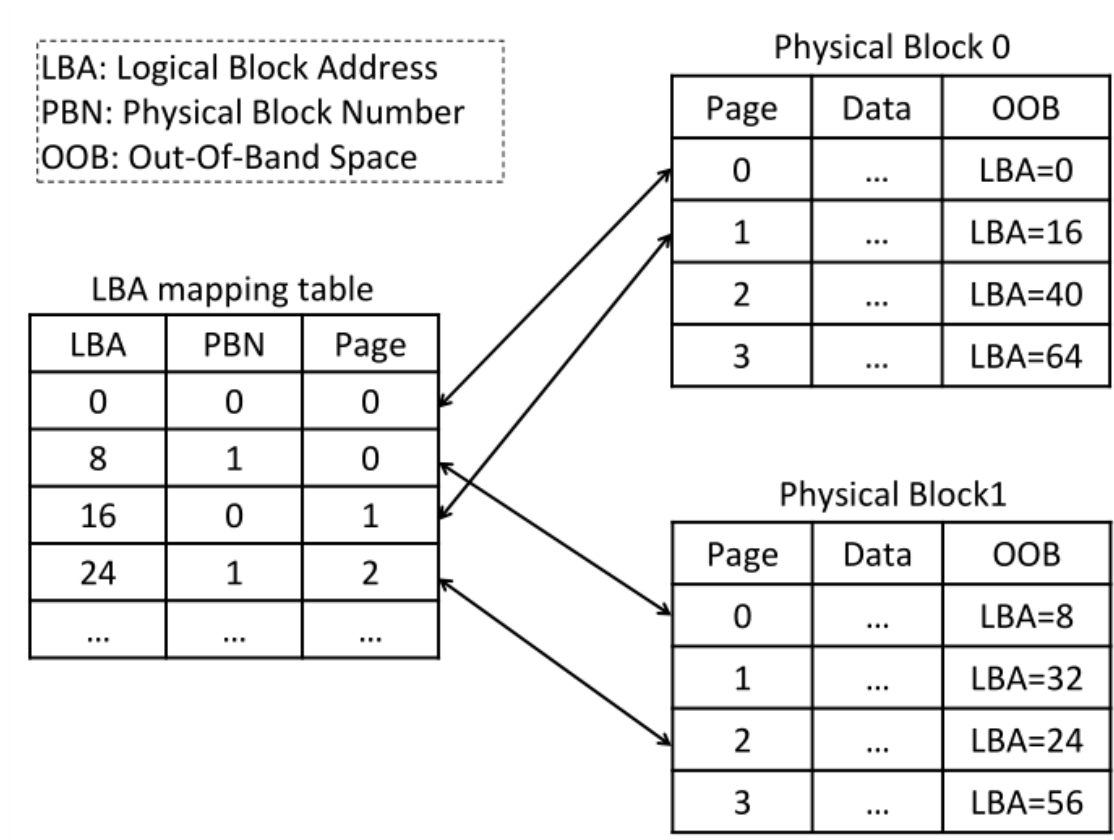 LBA: Logical Block Address
PBN: Physical Block Number
OOB: Out-Of-Band Space
Physical Block 0
Page Data OOB
0 ... LBA=0
1 ... LBA=16
2 ... LBA=40
3 ... LBA=64
LBA mapping table
LBA PBN Page
0 0 0
8 1 0
16 0 1
24 1 2
... ... ...
Physical Block1
Page Data OOB
0 ... LBA=8
1 ... LBA=32
2 ... LBA=24
3 ... LBA=56